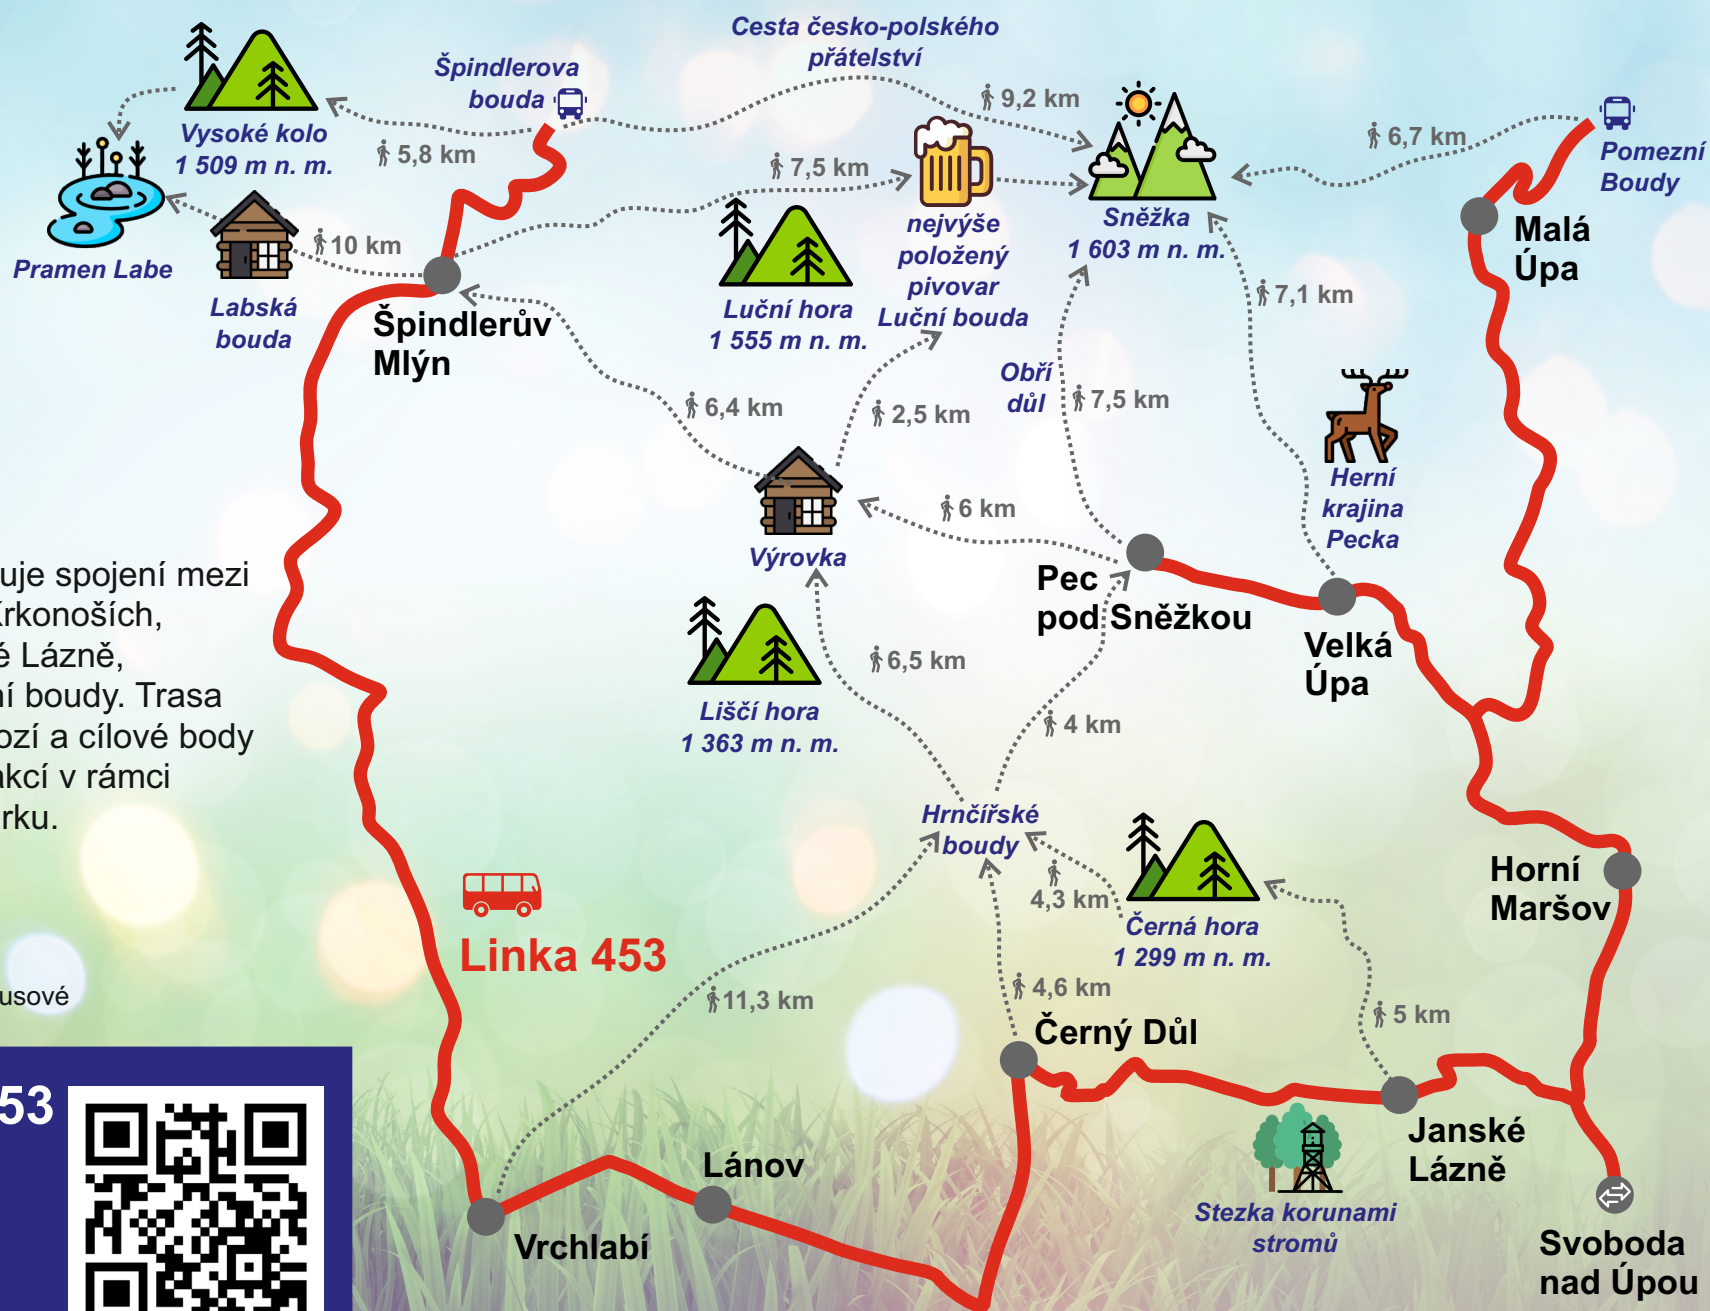 Cesta česko-polského
přátelství
Špindlerova
bouda
9,2 km
Vysoké kolo
1 509 m n. m.
5,8 km
7,5 km
6,7 km
Pomezní
Boudy
Pramen Labe
10 km
Labská
bouda
Špindlerův
Mlýn
Luční hora
1 555 m n. m.
nejvýše
položený
pivovar
Luční bouda
Sněžka
1 603 m n. m.
Malá
Úpa
7,1 km
Obří
důl
7,5 km
6,4 km
2,5 km
Herní
krajina
Pecka
6 km
Výrovka
Pec
pod Sněžkou
Velká
Úpa
uje spojení mezi
Krkonoších,
é Lázně,
ní boudy. Trasa
ozí a cílové body
akcí v rámci
rku.
6,5 km
Liščí hora
1 363 m n. m.
4 km
Hrnčířské
boudy
4,3 km
Černá hora
1 299 m n. m.
Horní
Maršov
Linka 453
usové
11,3 km
4,6 km
5 km
Černý Důl
53
Janské
Lázně
Lánov
Vrchlabí
Stezka korunami
stromů
Svoboda
nad Úpou